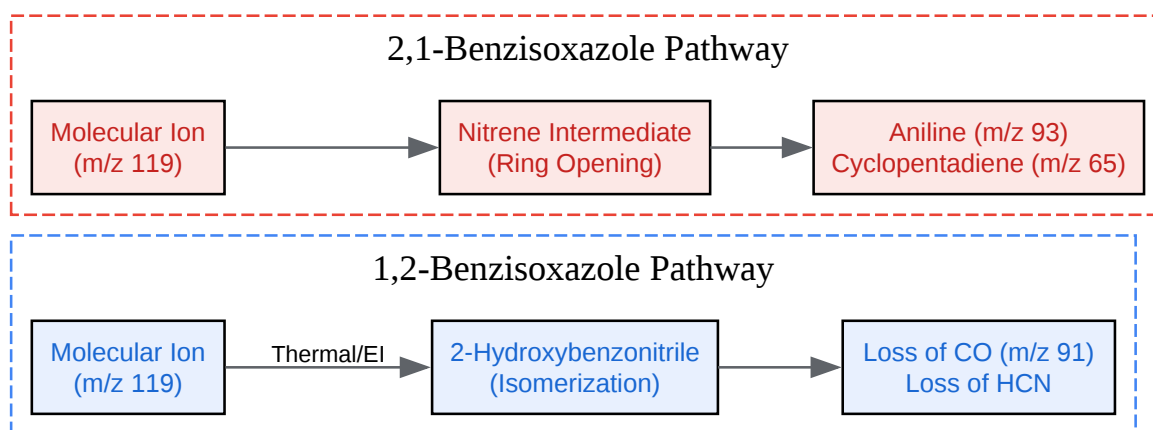 2,1-Benzisoxazole Pathway
Molecular Ion
(m/z 119)
Nitrene Intermediate
(Ring Opening)
Aniline (m/z 93)
Cyclopentadiene (m/z 65)
1,2-Benzisoxazole Pathway
Molecular Ion
(m/z 119)
Thermal/EI
2-Hydroxybenzonitrile
(Isomerization)
Loss of CO (m/z 91)
Loss of HCN